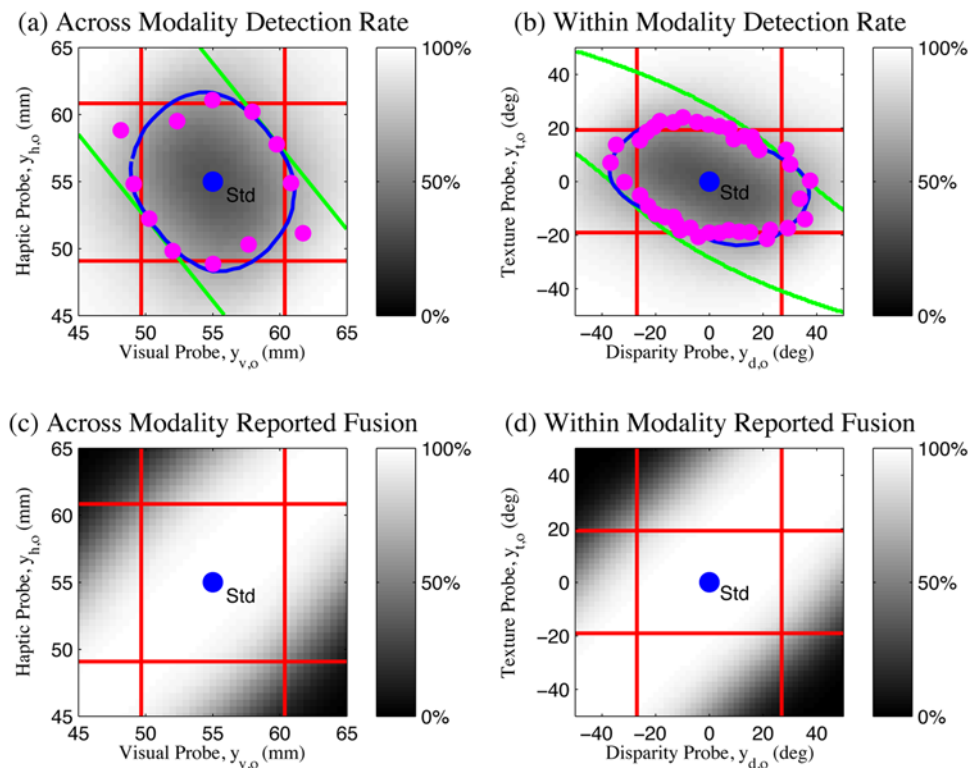 (a) Across Modality Detection Rate
65
60
55
50
45
Haptic Probe, y_h,o (mm)
Std
45 50 55 60 65
Visual Probe, y_v,o (mm)
100%
50%
0%
(b) Within Modality Detection Rate
40
20
0
−20
−40
Texture Probe, y_t,o (deg)
Std
−40 −20 0 20 40
Disparity Probe, y_d,o (deg)
100%
50%
0%
(c) Across Modality Reported Fusion
65
60
55
50
45
Haptic Probe, y_h,o (mm)
Std
45 50 55 60 65
Visual Probe, y_v,o (mm)
100%
50%
0%
(d) Within Modality Reported Fusion
40
20
0
−20
−40
Texture Probe, y_t,o (deg)
Std
−40 −20 0 20 40
Disparity Probe, y_d,o (deg)
100%
50%
0%